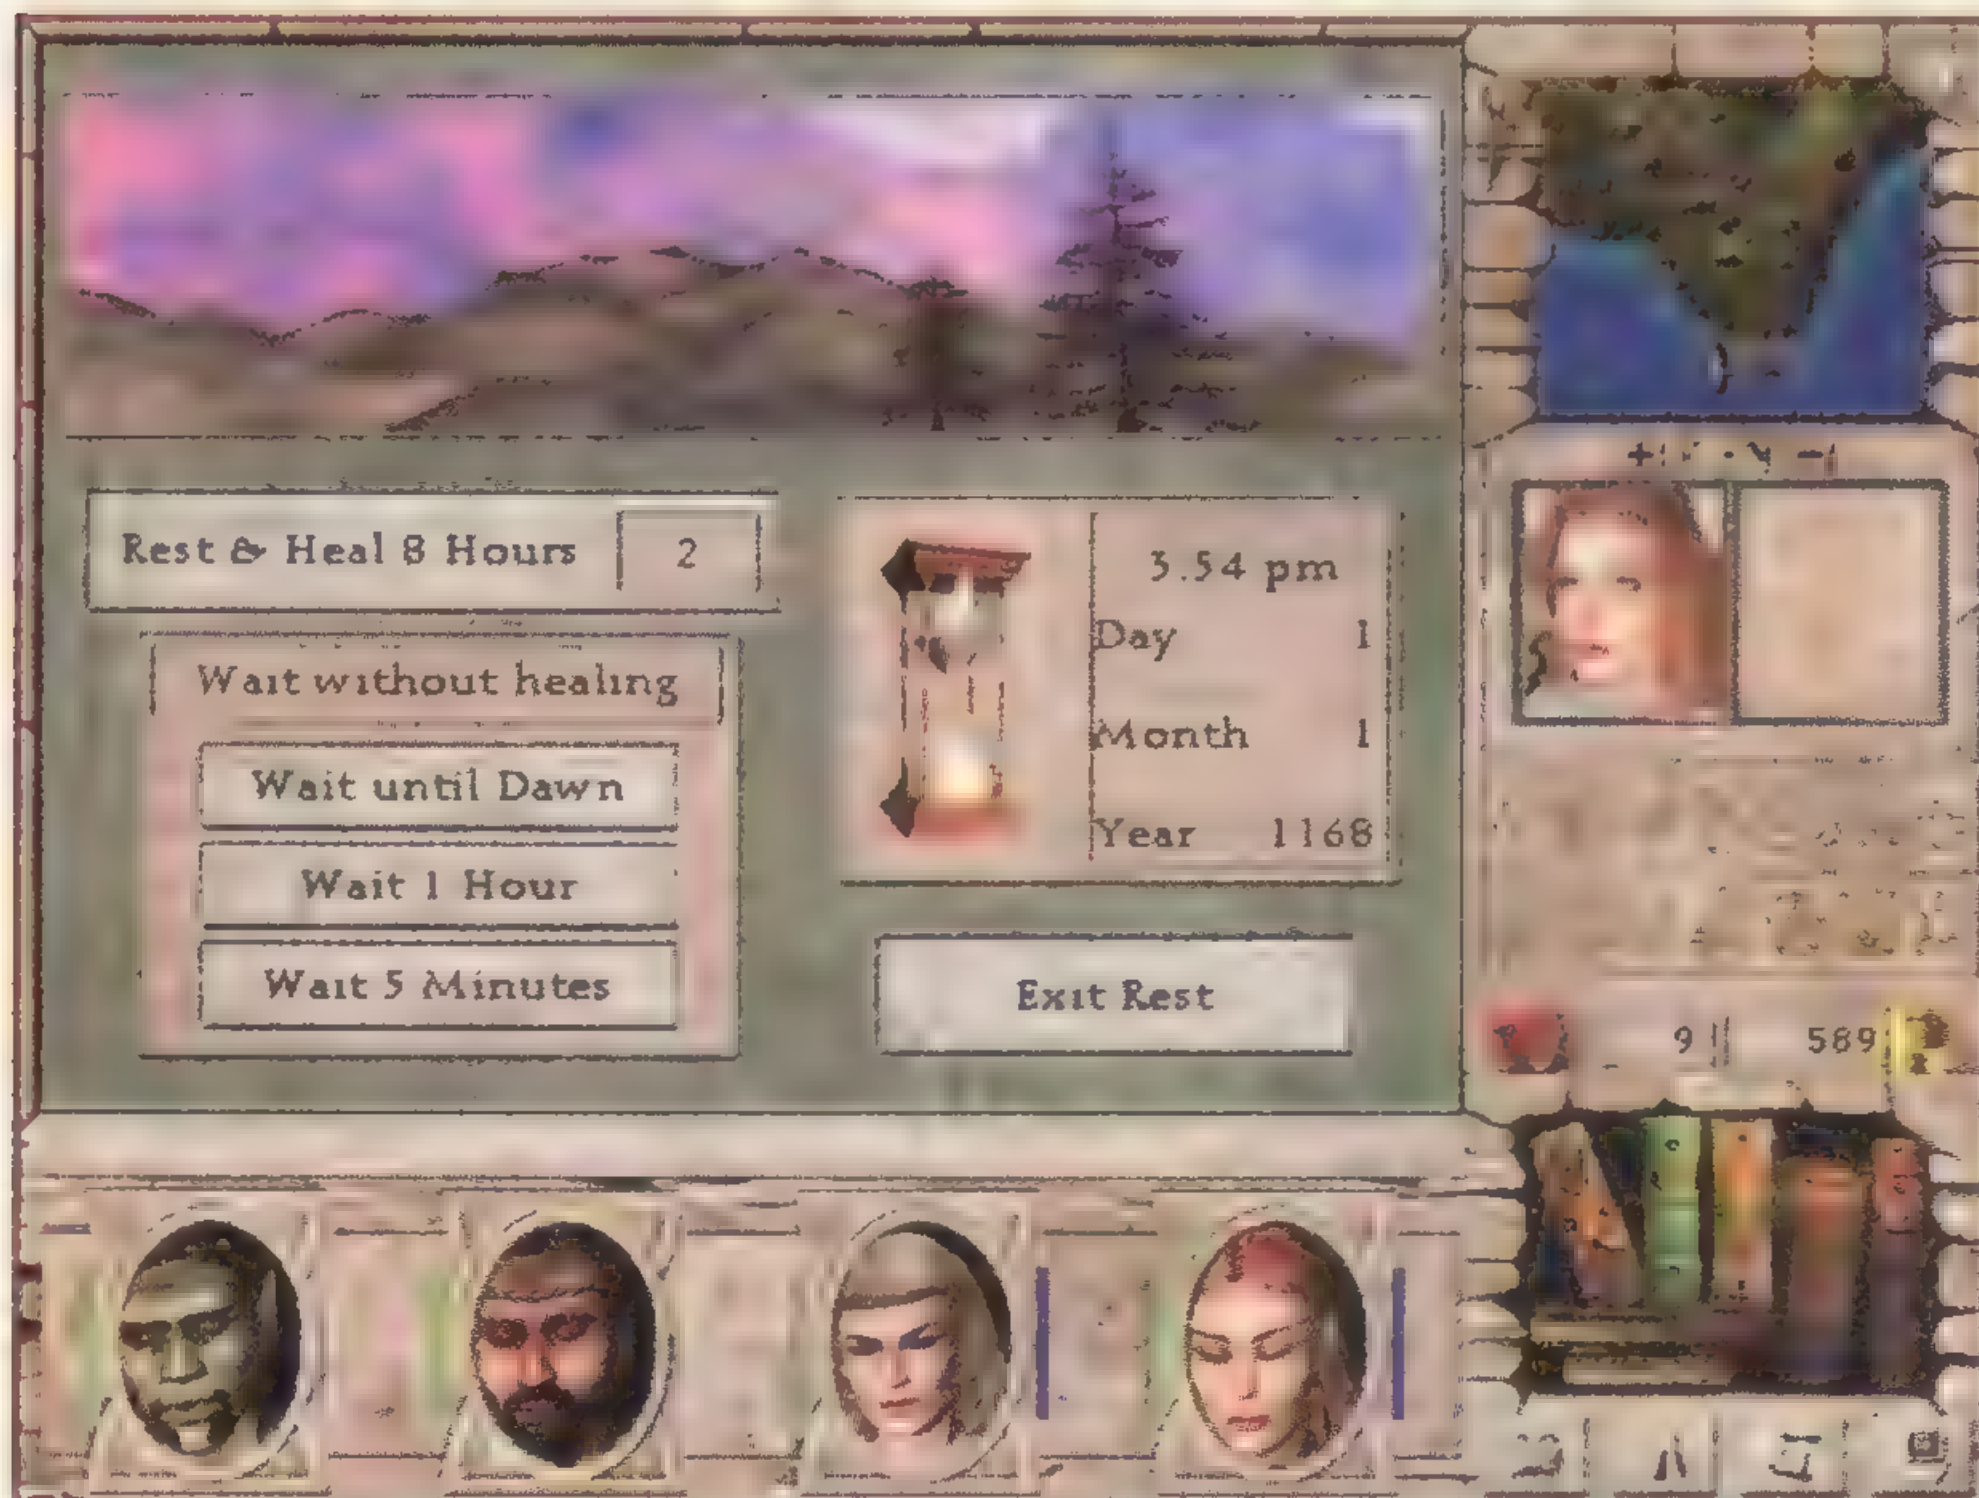 Rest & Heal 8 Hours 2
Wait without healing
Wait until Dawn
Wait 1 Hour
Wait 5 Minutes
3.54 pm
Day 1
Month 1
Year 1168
Exit Rest
9 589